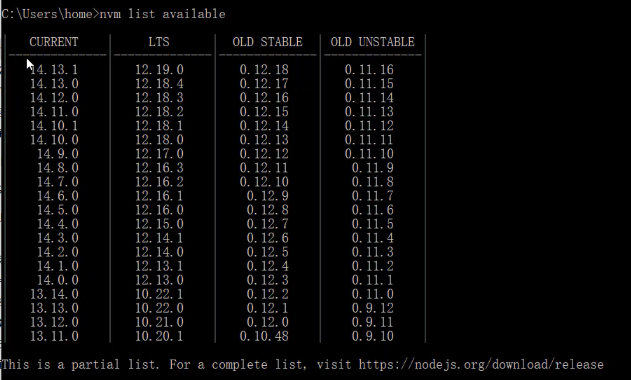 C:\Users\home>nvm list available
CURRENT | LTS | OLD STABLE | OLD UNSTABLE
14.13.1 | 12.19.0 | 0.12.18 | 0.11.16
14.13.0 | 12.18.4 | 0.12.17 | 0.11.15
14.12.0 | 12.18.3 | 0.12.16 | 0.11.14
14.11.0 | 12.18.2 | 0.12.15 | 0.11.13
14.10.1 | 12.18.1 | 0.12.14 | 0.11.12
14.10.0 | 12.18.0 | 0.12.13 | 0.11.11
14.9.0 | 12.17.0 | 0.12.12 | 0.11.10
14.8.0 | 12.16.3 | 0.12.11 | 0.11.9
14.7.0 | 12.16.2 | 0.12.10 | 0.11.8
14.6.0 | 12.16.1 | 0.12.9 | 0.11.7
14.5.0 | 12.16.0 | 0.12.8 | 0.11.6
14.4.0 | 12.15.0 | 0.12.7 | 0.11.5
14.3.0 | 12.14.1 | 0.12.6 | 0.11.4
14.2.0 | 12.14.0 | 0.12.5 | 0.11.3
14.1.0 | 12.13.1 | 0.12.4 | 0.11.2
14.0.0 | 12.13.0 | 0.12.3 | 0.11.1
13.14.0 | 10.22.1 | 0.12.2 | 0.11.0
13.13.0 | 10.22.0 | 0.12.1 | 0.9.12
13.12.0 | 10.21.0 | 0.12.0 | 0.9.11
13.11.0 | 10.20.1 | 0.10.48 | 0.9.10
This is a partial list. For a complete list, visit https://nodejs.org/download/release